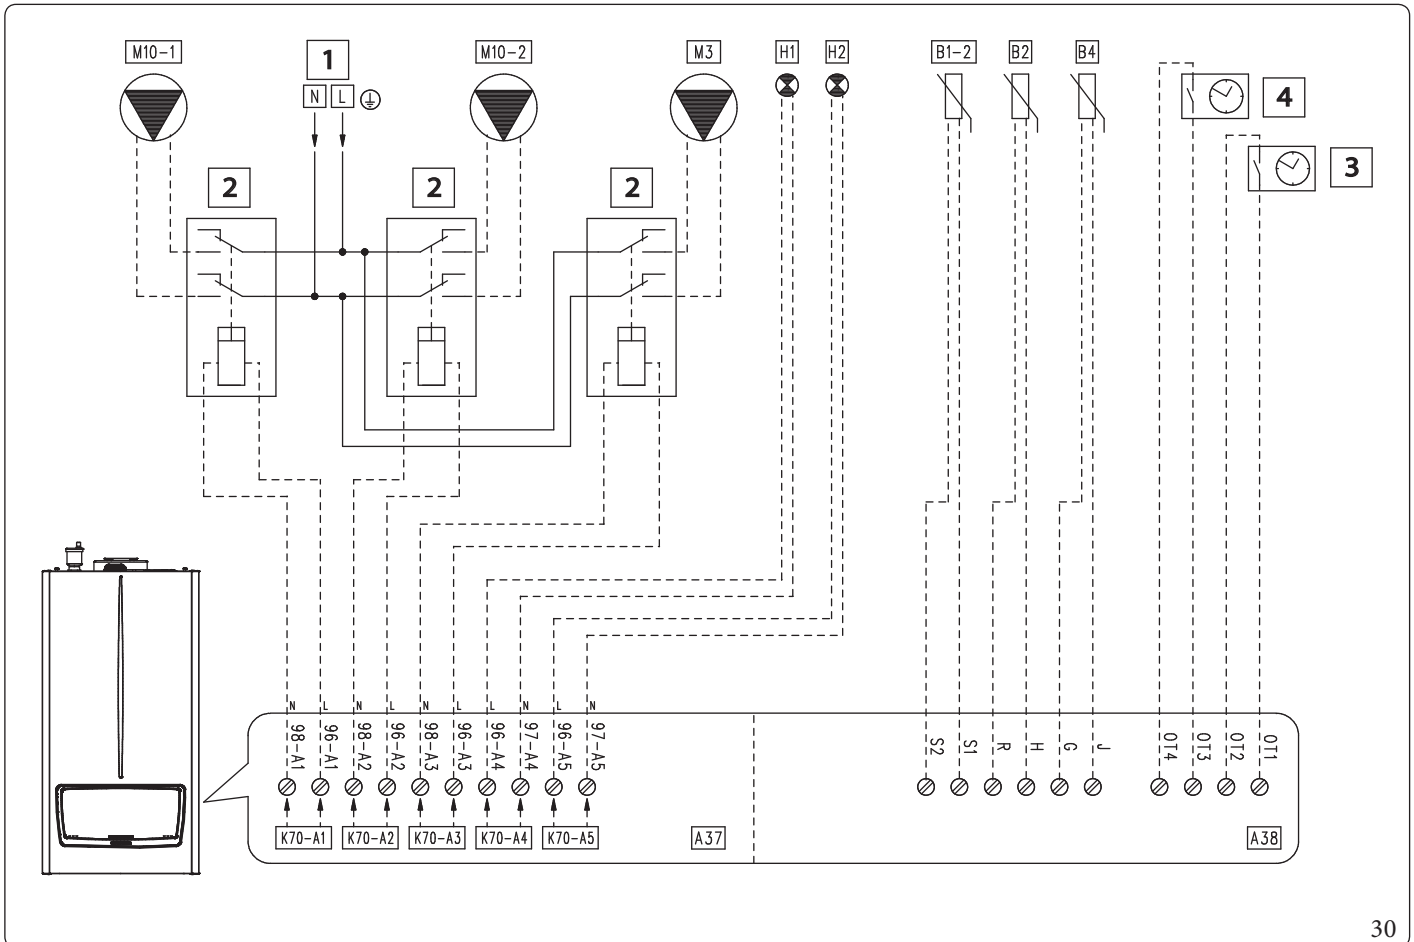 M10-1
1
M10-2
M3
H1
H2
B1-2
B2
B4
N L
4
3
2
2
2
N L N L N L L N L N
98-A1
96-A1
98-A2
96-A2
98-A3
96-A3
96-A4
97-A4
96-A5
97-A5
S2
S1
R
H
G
J
OT4
OT3
OT2
OT1
K70-A1
K70-A2
K70-A3
K70-A4
K70-A5
A37
A38
30